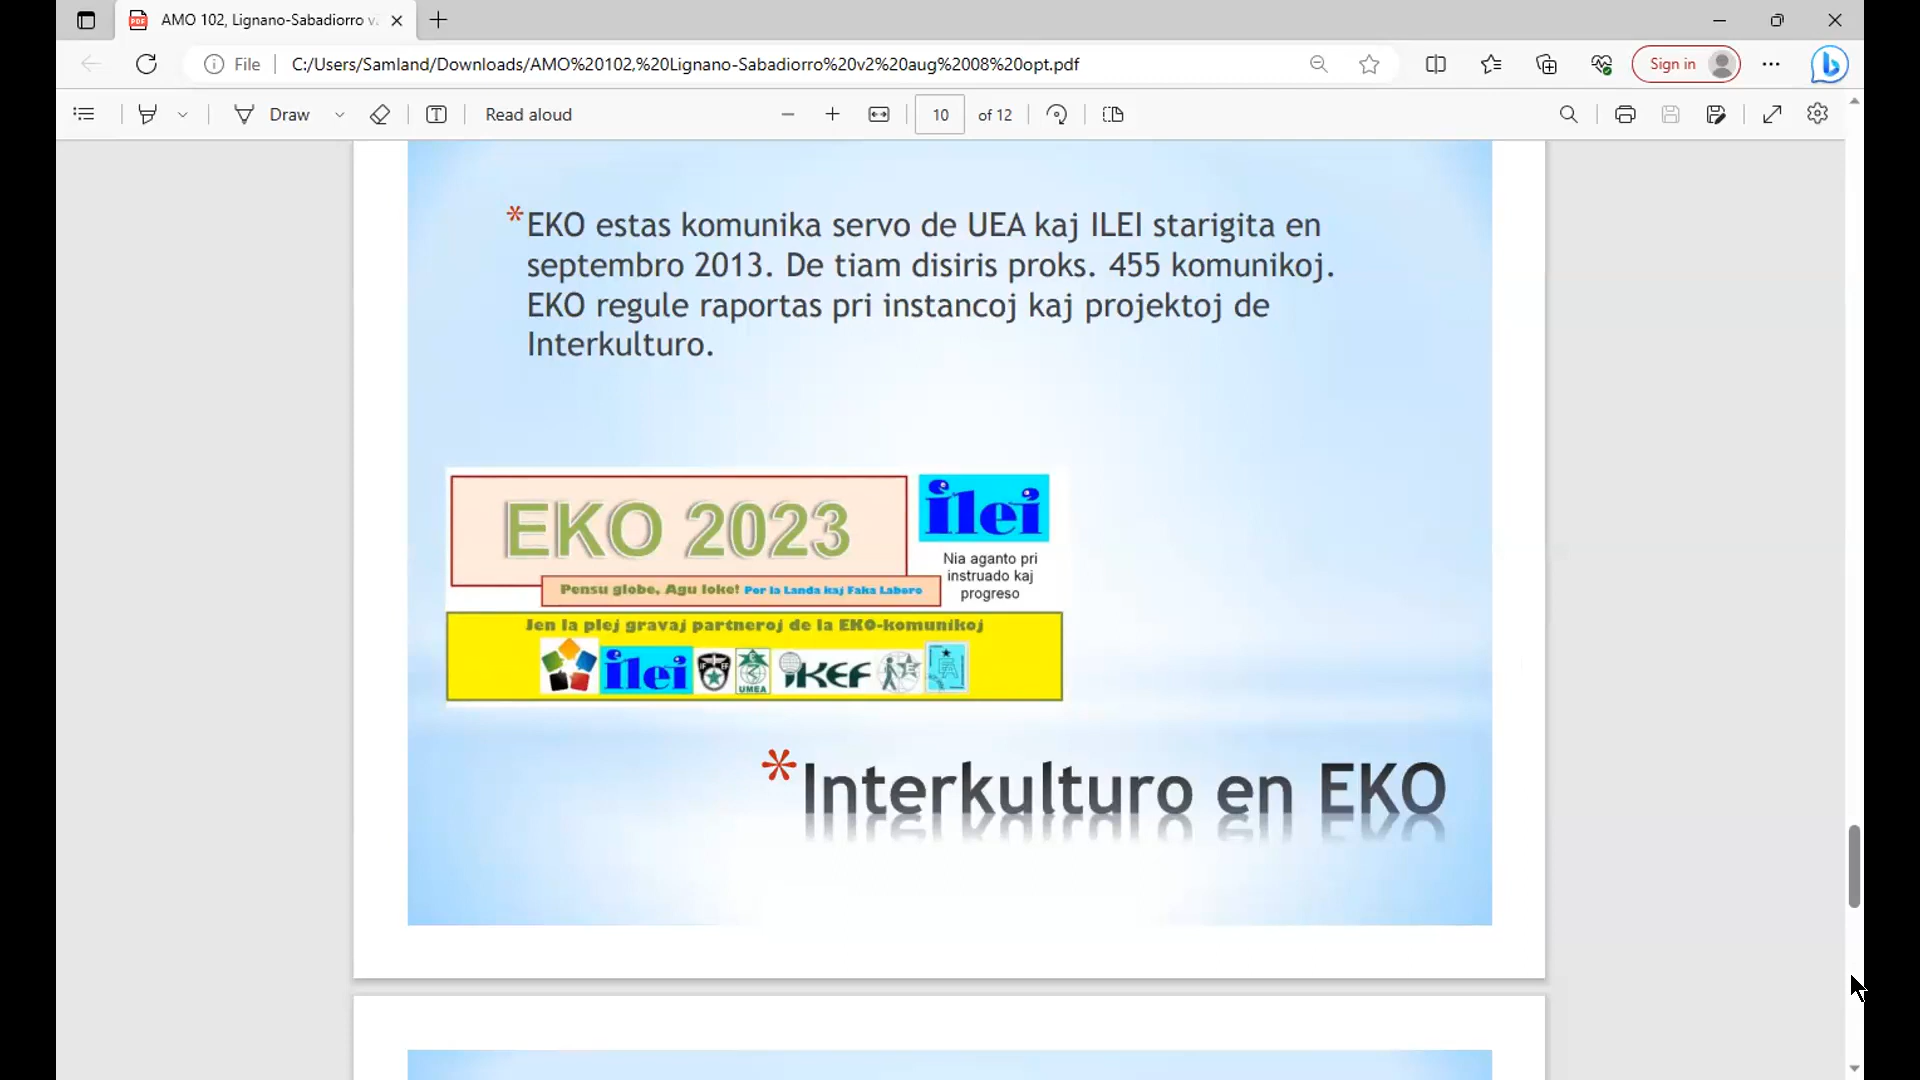 AMO 102, Lignano-Sabadiorro v
File
C:/Users/Samland/Downloads/AMO%20102,%20Lignano-Sabadiorro%20v2%20aug%2008%20opt.pdf
Sign in
Draw
Read aloud
10 of 12
*EKO estas komunika servo de UEA kaj ILEI starigita en
septembro 2013. De tiam disiris proks. 455 komunikoj.
EKO regule raportas pri instancoj kaj projektoj de
Interkulturo.
EKO 2023
ilei
Nia aganto pri
instruado kaj
progreso
Pensu globe, Agu loke! Por la Landa kaj Faka Laboro
Jen la plej gravaj partneroj de la EKO-komunikoj
ilei
UMEA
iKEF
*Interkulturo en EKO